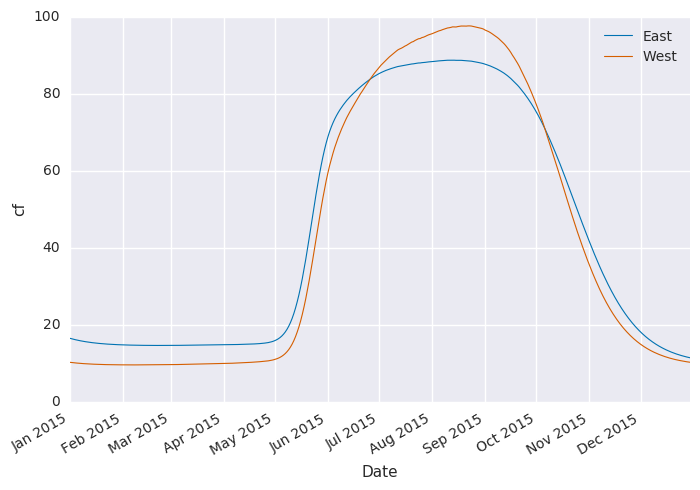 100
80
60
40
20
0
cf
East
West
Jan 2015
Feb 2015
Mar 2015
Apr 2015
May 2015
Jun 2015
Jul 2015
Aug 2015
Sep 2015
Oct 2015
Nov 2015
Dec 2015
Date